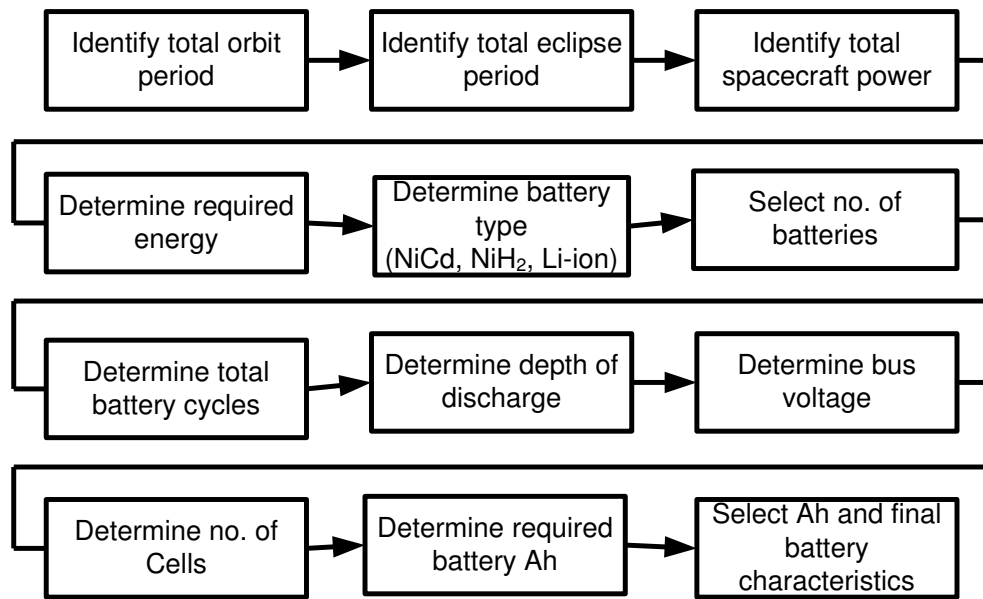 Identify total orbit
period
Identify total eclipse
period
Identify total
spacecraft power
Determine required
energy
Determine battery
type
(NiCd, NiH₂, Li-ion)
Select no. of
batteries
Determine total
battery cycles
Determine depth of
discharge
Determine bus
voltage
Determine no. of
Cells
Determine required
battery Ah
Select Ah and final
battery
characteristics